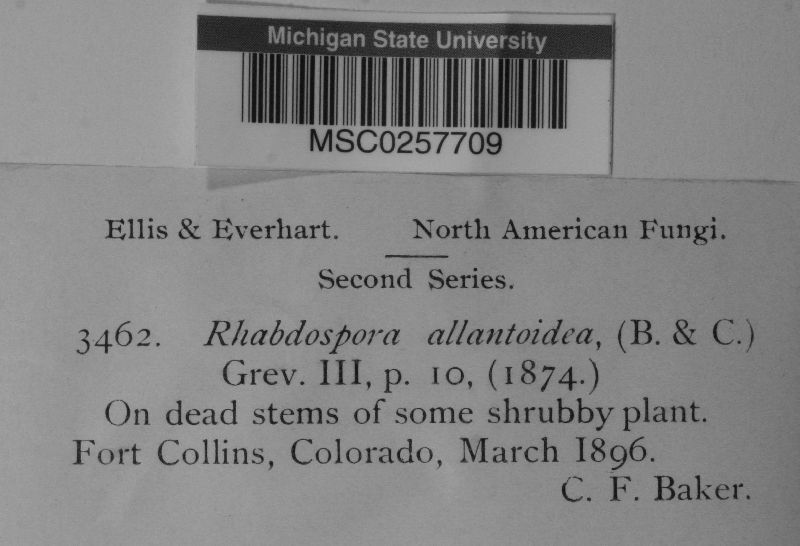 Michigan State University
MSC0257709
Ellis & Everhart. North American Fungi.
Second Series.
3462. Rhabdospora allantoidea, (B. & C.)
Grev. III, p. 10, (1874.)
On dead stems of some shrubby plant.
Fort Collins, Colorado, March 1896.
C. F. Baker.